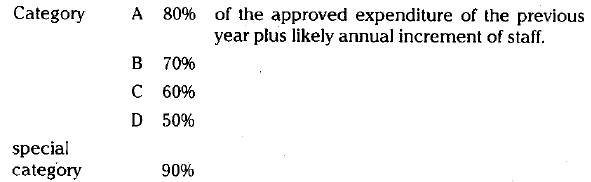 Category A 80% of the approved expenditure of the previous
year plus likely annual increment of staff.
B 70%
C 60%
D 50%
special
category 90%